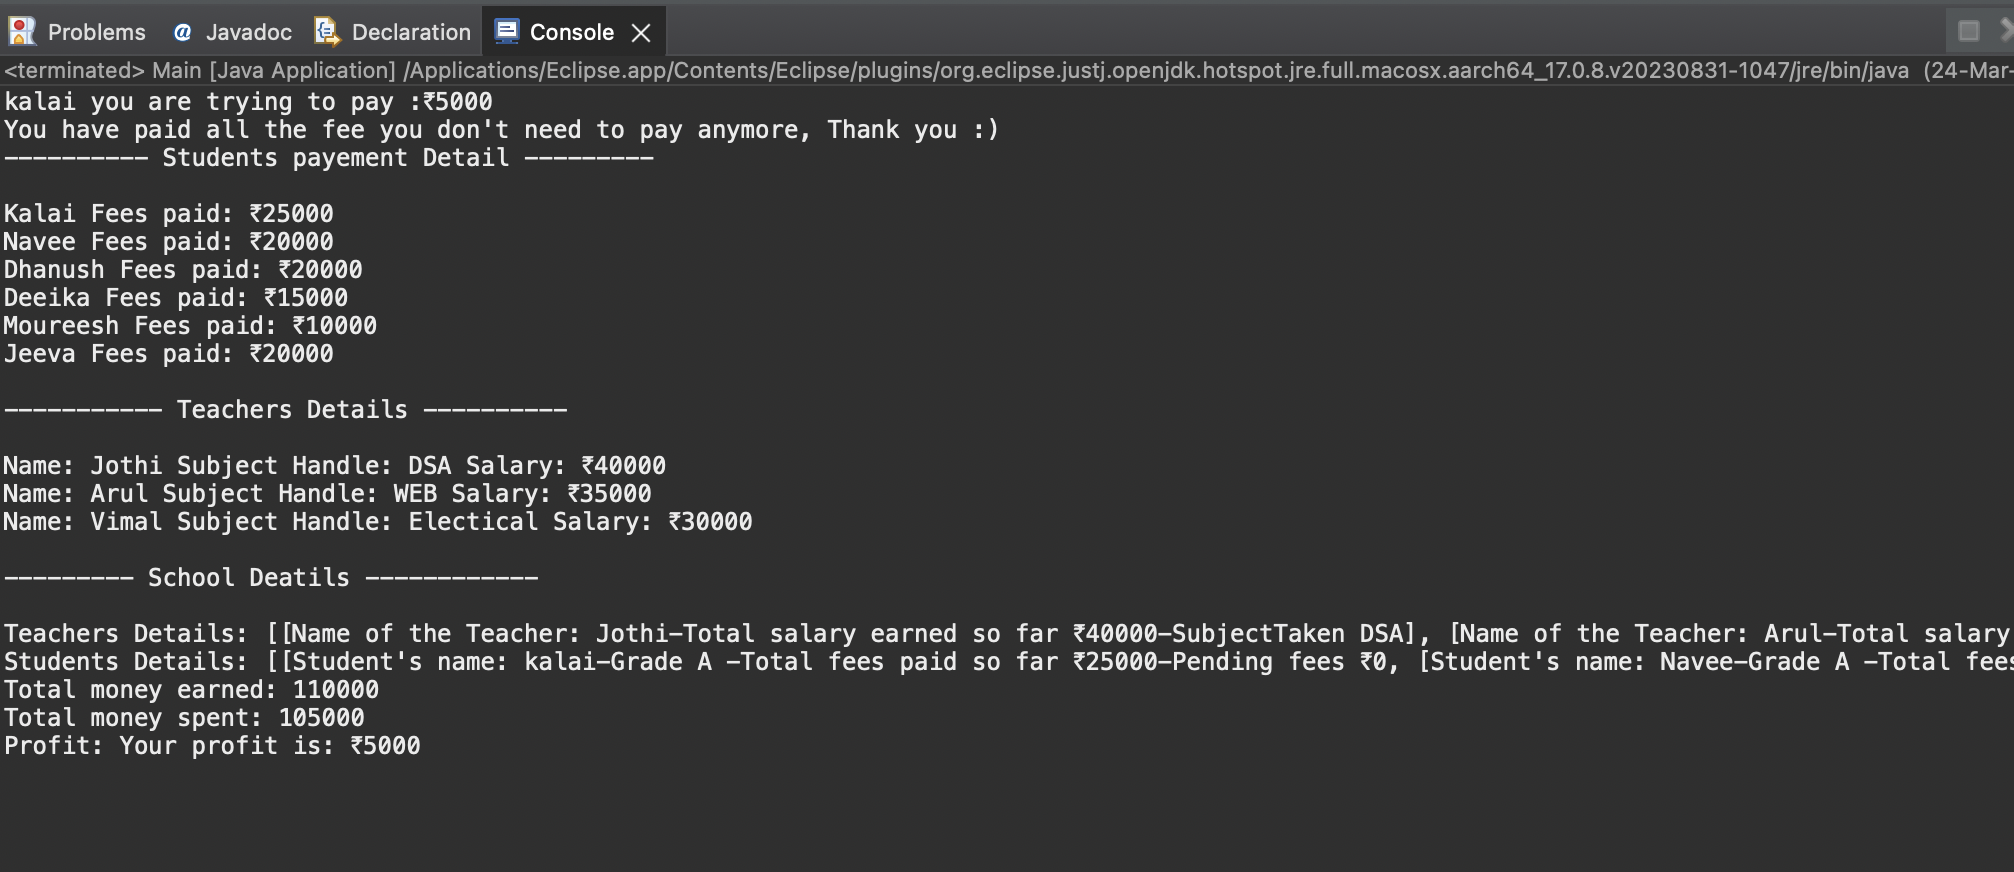 Problems @ Javadoc Declaration Console
<terminated> Main [Java Application] /Applications/Eclipse.app/Contents/Eclipse/plugins/org.eclipse.justj.openjdk.hotspot.jre.full.macosx.aarch64_17.0.8.v20230831-1047/jre/bin/java (24-Mar-
kalai you are trying to pay :₹5000
You have paid all the fee you don't need to pay anymore, Thank you :)
---------- Students payement Detail ---------
Kalai Fees paid: ₹25000
Navee Fees paid: ₹20000
Dhanush Fees paid: ₹20000
Deeika Fees paid: ₹15000
Moureesh Fees paid: ₹10000
Jeeva Fees paid: ₹20000
----------- Teachers Details ----------
Name: Jothi Subject Handle: DSA Salary: ₹40000
Name: Arul Subject Handle: WEB Salary: ₹35000
Name: Vimal Subject Handle: Electical Salary: ₹30000
--------- School Deatils ------------
Teachers Details: [[Name of the Teacher: Jothi-Total salary earned so far ₹40000-SubjectTaken DSA], [Name of the Teacher: Arul-Total salary
Students Details: [[Student's name: kalai-Grade A -Total fees paid so far ₹25000-Pending fees ₹0, [Student's name: Navee-Grade A -Total fees
Total money earned: 110000
Total money spent: 105000
Profit: Your profit is: ₹5000